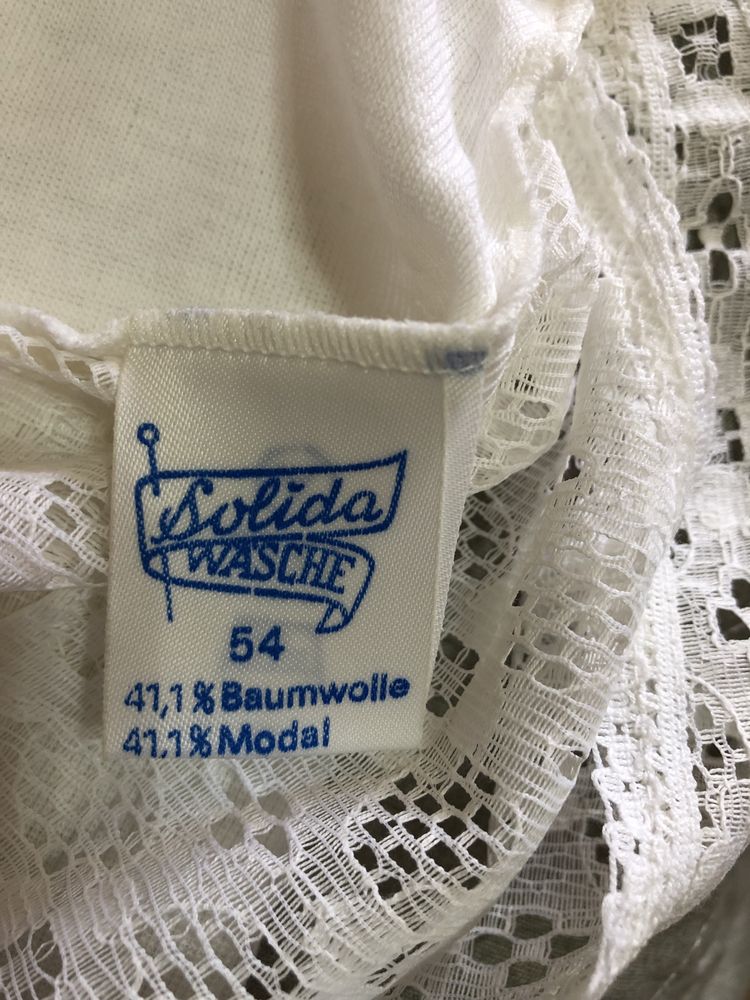 Solida
WÄSCHE
54
41,1% Baumwolle
41,1% Modal